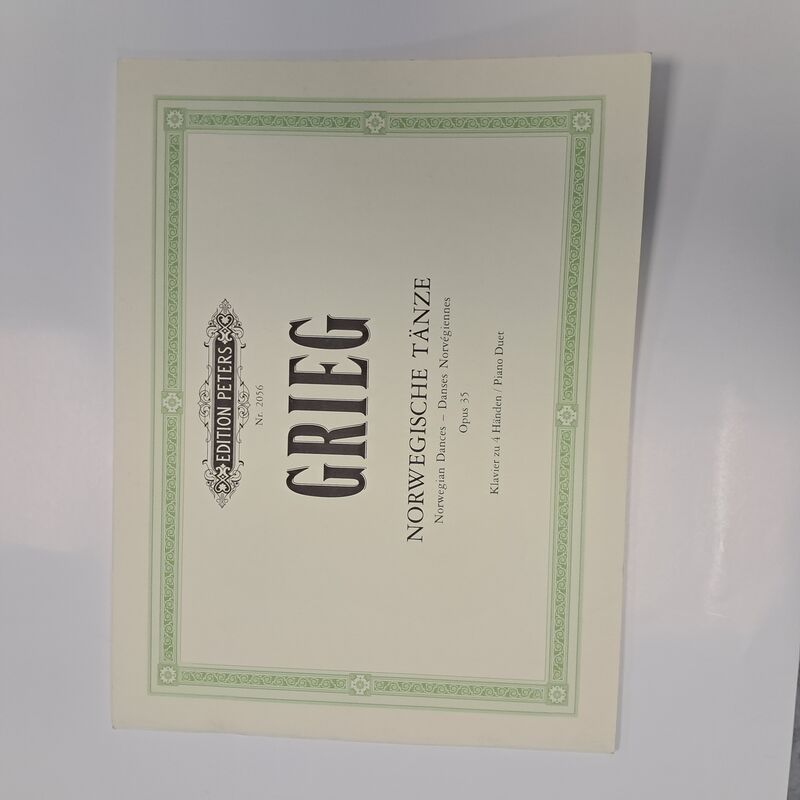 EDITION PETERS
Nr. 2056
GRIEG
NORWEGISCHE TÄNZE
Norwegian Dances – Danses Norvégiennes
Opus 35
Klavier zu 4 Händen / Piano Duet